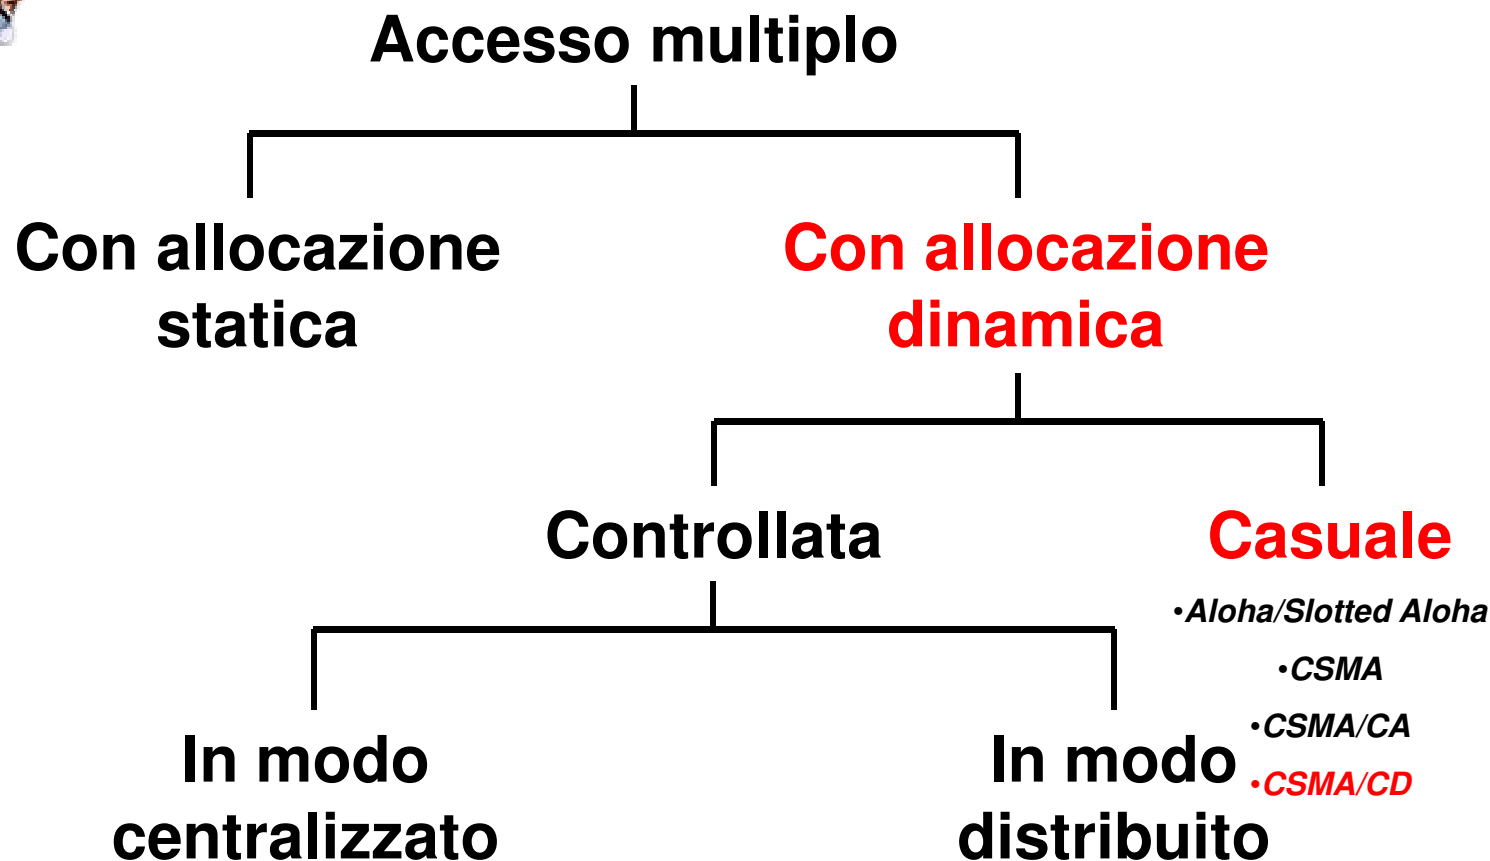 Accesso multiplo
Con allocazione
statica
Con allocazione
dinamica
Controllata
Casuale
•Aloha/Slotted Aloha
•CSMA
•CSMA/CA
•CSMA/CD
In modo
centralizzato
In modo
distribuito